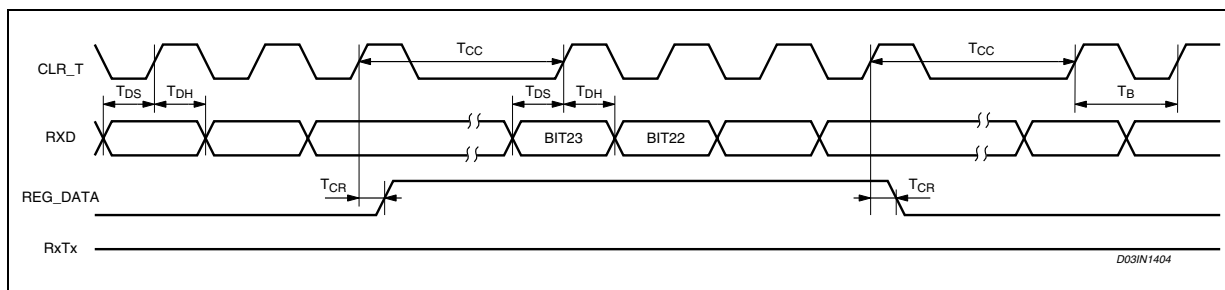 CLR_T
TCC
TCC
TDS
TDH
TDS
TDH
TB
RXD
BIT23
BIT22
TCR
TCR
REG_DATA
RxTx
D03IN1404